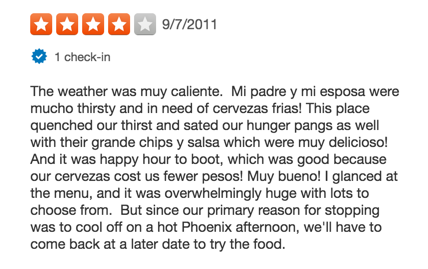 9/7/2011
1 check-in
The weather was muy caliente.  Mi padre y mi esposa were
mucho thirsty and in need of cervezas frias! This place
quenched our thirst and sated our hunger pangs as well
with their grande chips y salsa which were muy delicioso!
And it was happy hour to boot, which was good because
our cervezas cost us fewer pesos! Muy bueno! I glanced at
the menu, and it was overwhelmingly huge with lots to
choose from.  But since our primary reason for stopping
was to cool off on a hot Phoenix afternoon, we'll have to
come back at a later date to try the food.